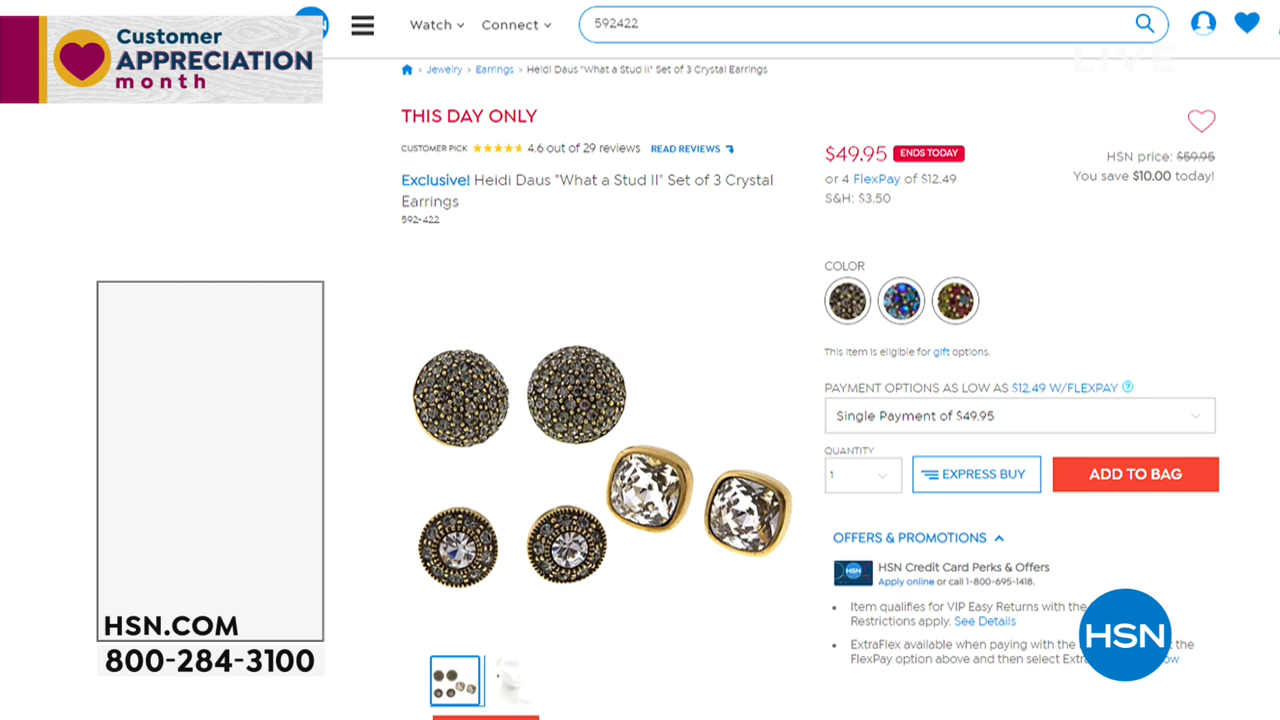 Customer
APPRECIATION
month
Watch
Connect
592422
LIVE
Jewelry > Earrings > Heidi Daus "What a Stud II" Set of 3 Crystal Earrings
THIS DAY ONLY
CUSTOMER PICK 4.6 out of 29 reviews READ REVIEWS
Exclusive! Heidi Daus "What a Stud II" Set of 3 Crystal
Earrings
592-422
$49.95 ENDS TODAY
or 4 FlexPay of $12.49
S&H: $3.50
HSN price: $59.95
You save $10.00 today!
COLOR
This item is eligible for gift options.
PAYMENT OPTIONS AS LOW AS $12.49 W/FLEXPAY ?
Single Payment of $49.95
QUANTITY
1
EXPRESS BUY
ADD TO BAG
OFFERS & PROMOTIONS
HSN
HSN Credit Card Perks & Offers
Apply online or call 1-800-695-1418.
• Item qualifies for VIP Easy Returns with the
Restrictions apply. See Details
• ExtraFlex available when paying with the the
FlexPay option above and then select
HSN
HSN.COM
800-284-3100